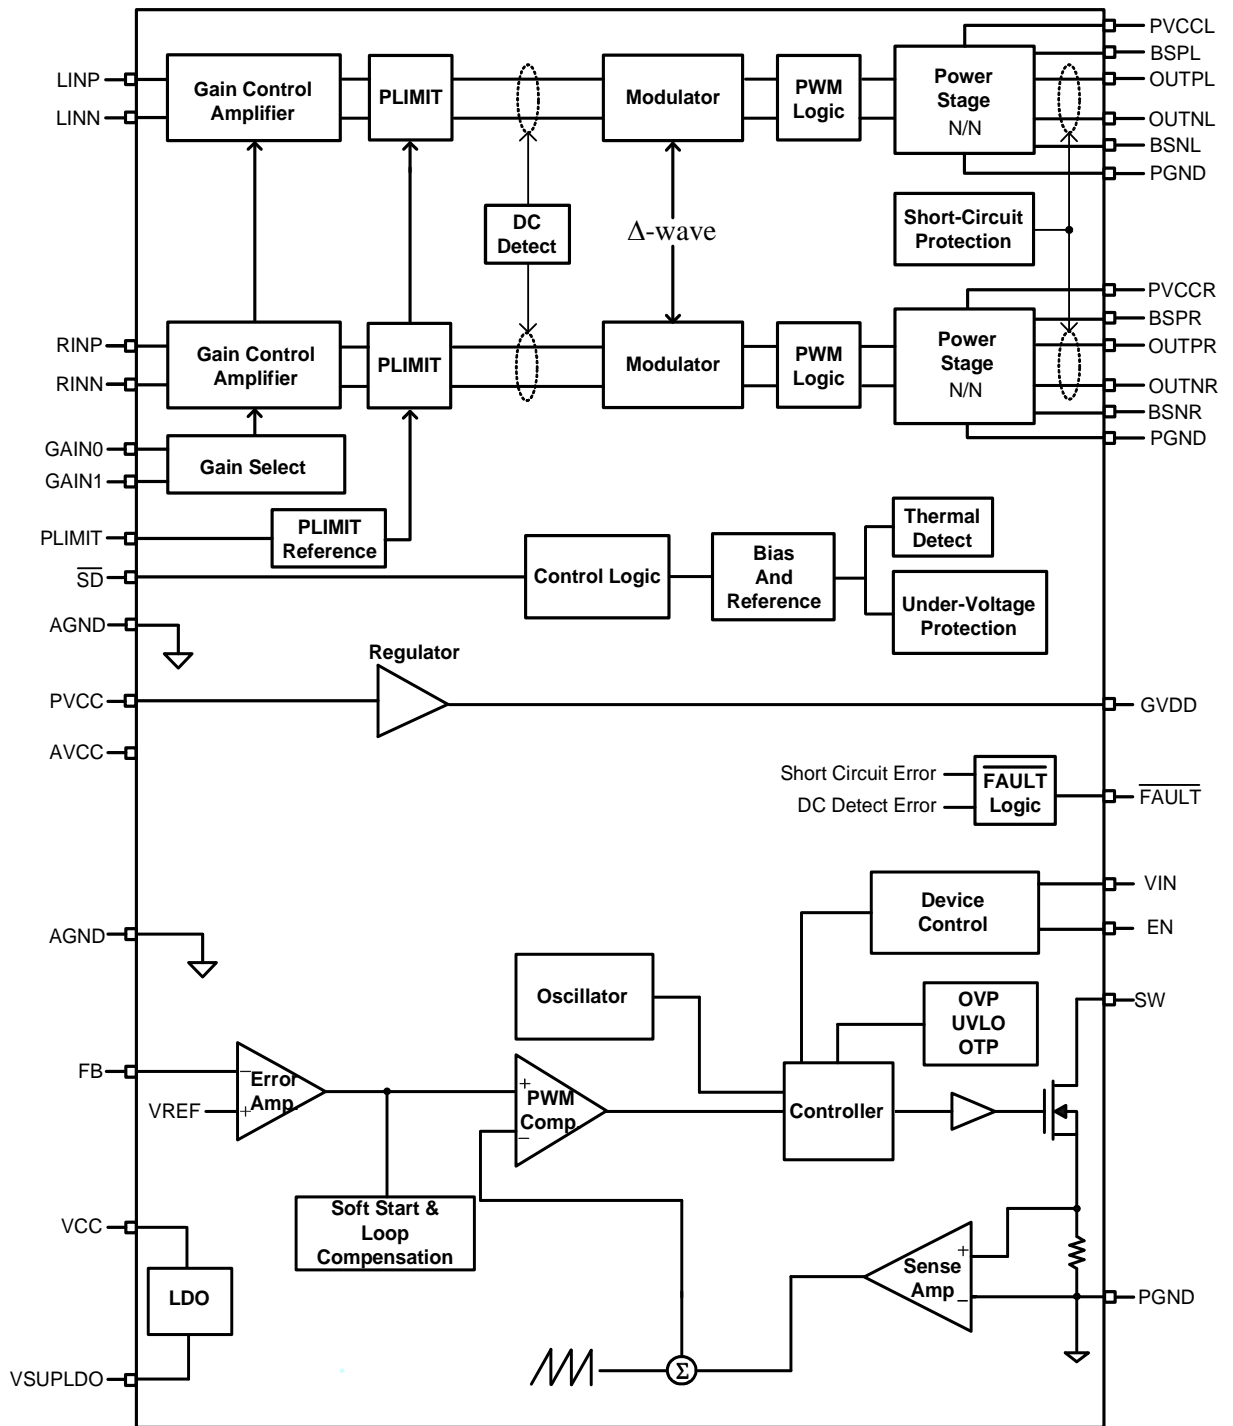 PVCCL
BSPL
LINP
Gain Control
Amplifier
PLIMIT
Modulator
PWM
Logic
Power
Stage
N/N
OUTPL
LINN
OUTNL
BSNL
PGND
DC
Detect
Δ-wave
Short-Circuit
Protection
PVCCR
BSPR
RINP
Gain Control
Amplifier
PLIMIT
Modulator
PWM
Logic
Power
Stage
N/N
OUTPR
RINN
OUTNR
BSNR
PGND
GAIN0
GAIN1
Gain Select
PLIMIT
PLIMIT
Reference
Thermal
Detect
SD
Control Logic
Bias
And
Reference
Under-Voltage
Protection
AGND
Regulator
PVCC
GVDD
AVCC
Short Circuit Error
DC Detect Error
FAULT
Logic
FAULT
VIN
Device
Control
EN
AGND
Oscillator
OVP
UVLO
OTP
SW
FB
−
Error
Amp.
VREF
+
+
PWM
Comp.
−
Controller
Soft Start &
Loop
Compensation
VCC
LDO
+
Sense
Amp
−
PGND
VSUPLDO
Σ